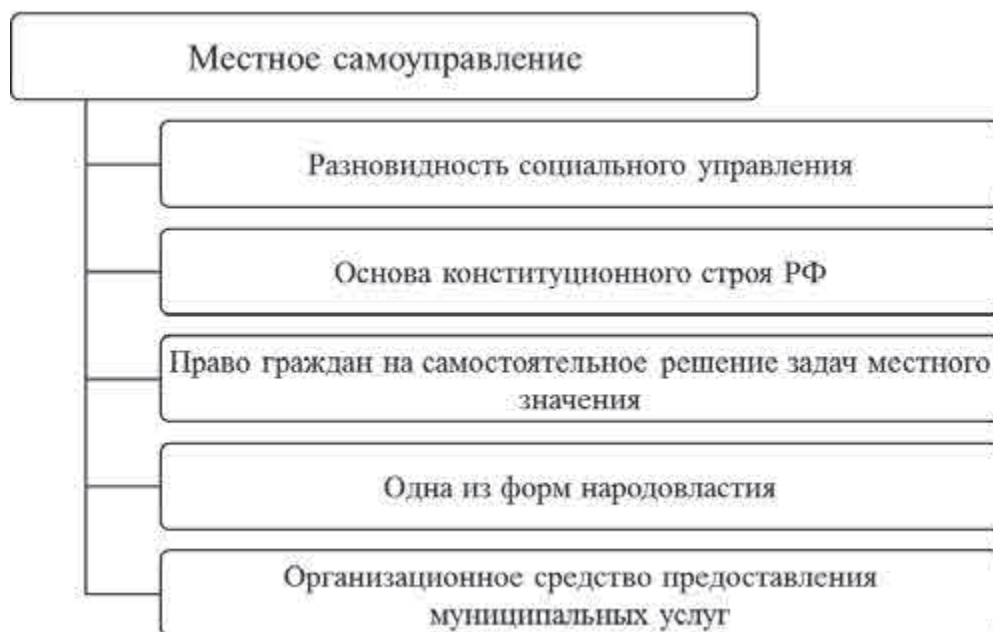 Местное самоуправление
Разновидность социального управления
Основа конституционного строя РФ
Право граждан на самостоятельное решение задач местного
значения
Одна из форм народовластия
Организационное средство предоставления
муниципальных услуг